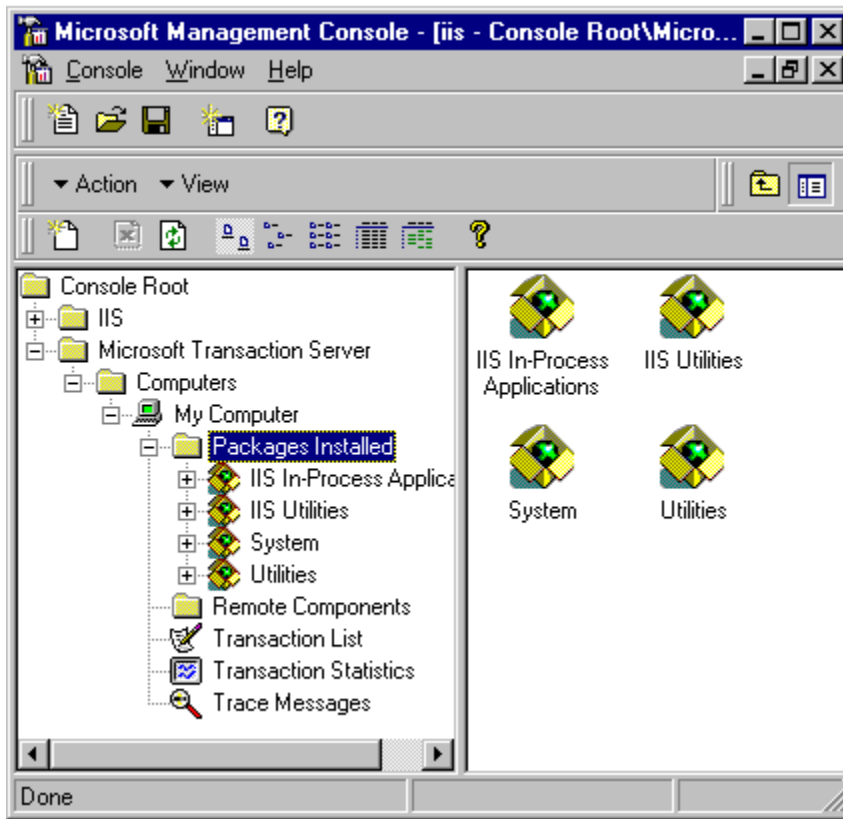 Microsoft Management Console - [iis - Console Root\Micro...
Console Window Help
Action View
Console Root
IIS
Microsoft Transaction Server
Computers
My Computer
Packages Installed
IIS In-Process Applica
IIS Utilities
System
Utilities
Remote Components
Transaction List
Transaction Statistics
Trace Messages
IIS In-Process
Applications
IIS Utilities
System
Utilities
Done